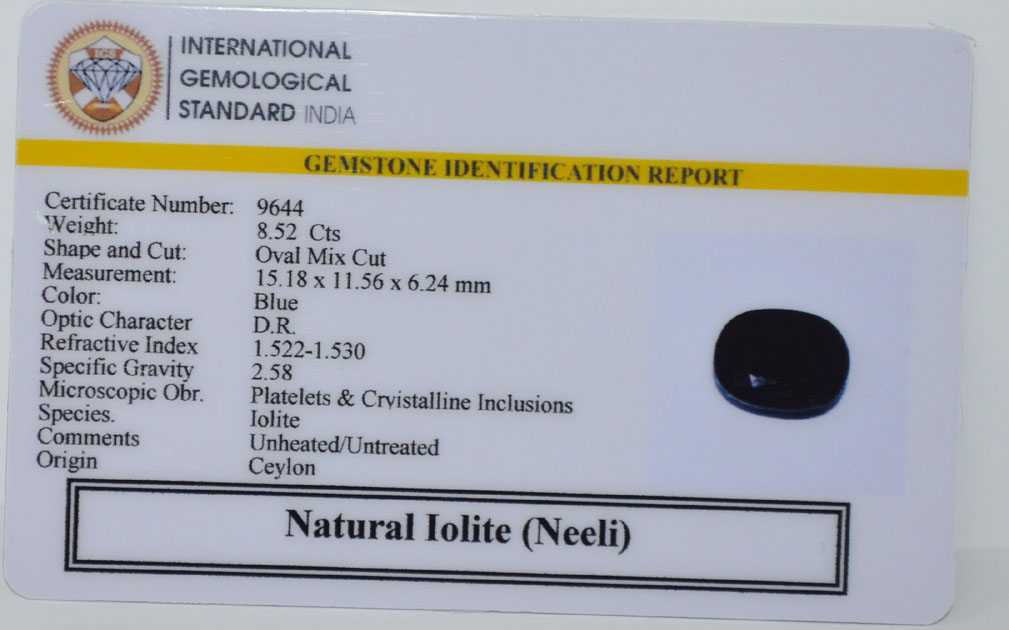 IGS
INTERNATIONAL
GEMOLOGICAL
STANDARD INDIA
GEMSTONE IDENTIFICATION REPORT
Certificate Number: 9644
Weight: 8.52 Cts
Shape and Cut: Oval Mix Cut
Measurement: 15.18 x 11.56 x 6.24 mm
Color: Blue
Optic Character D.R.
Refractive Index 1.522-1.530
Specific Gravity 2.58
Microscopic Obr. Platelets & Crvistalline Inclusions
Species. Iolite
Comments Unheated/Untreated
Origin Ceylon
Natural Iolite (Neeli)